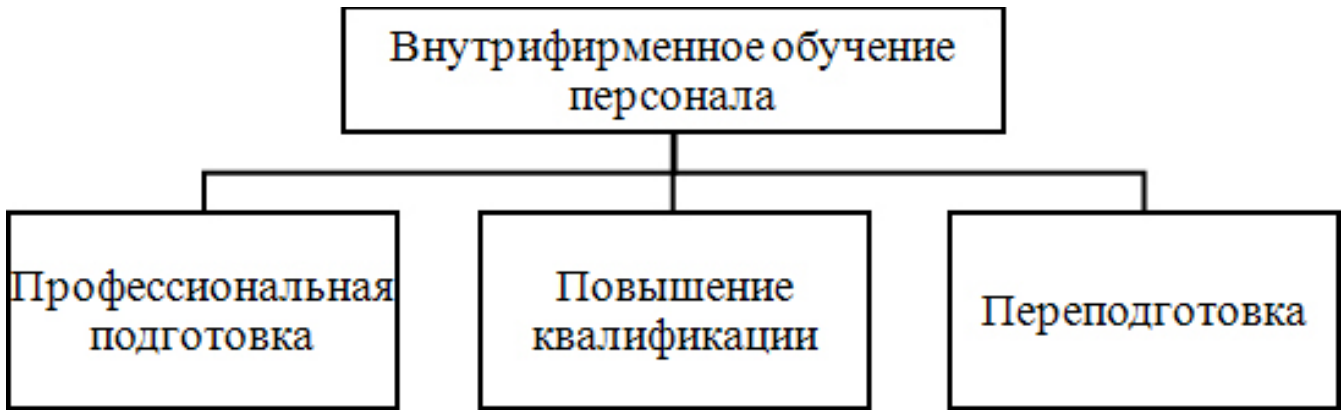 Внутрифирменное обучение
персонала
Профессиональная
подготовка
Повышение
квалификации
Переподготовка